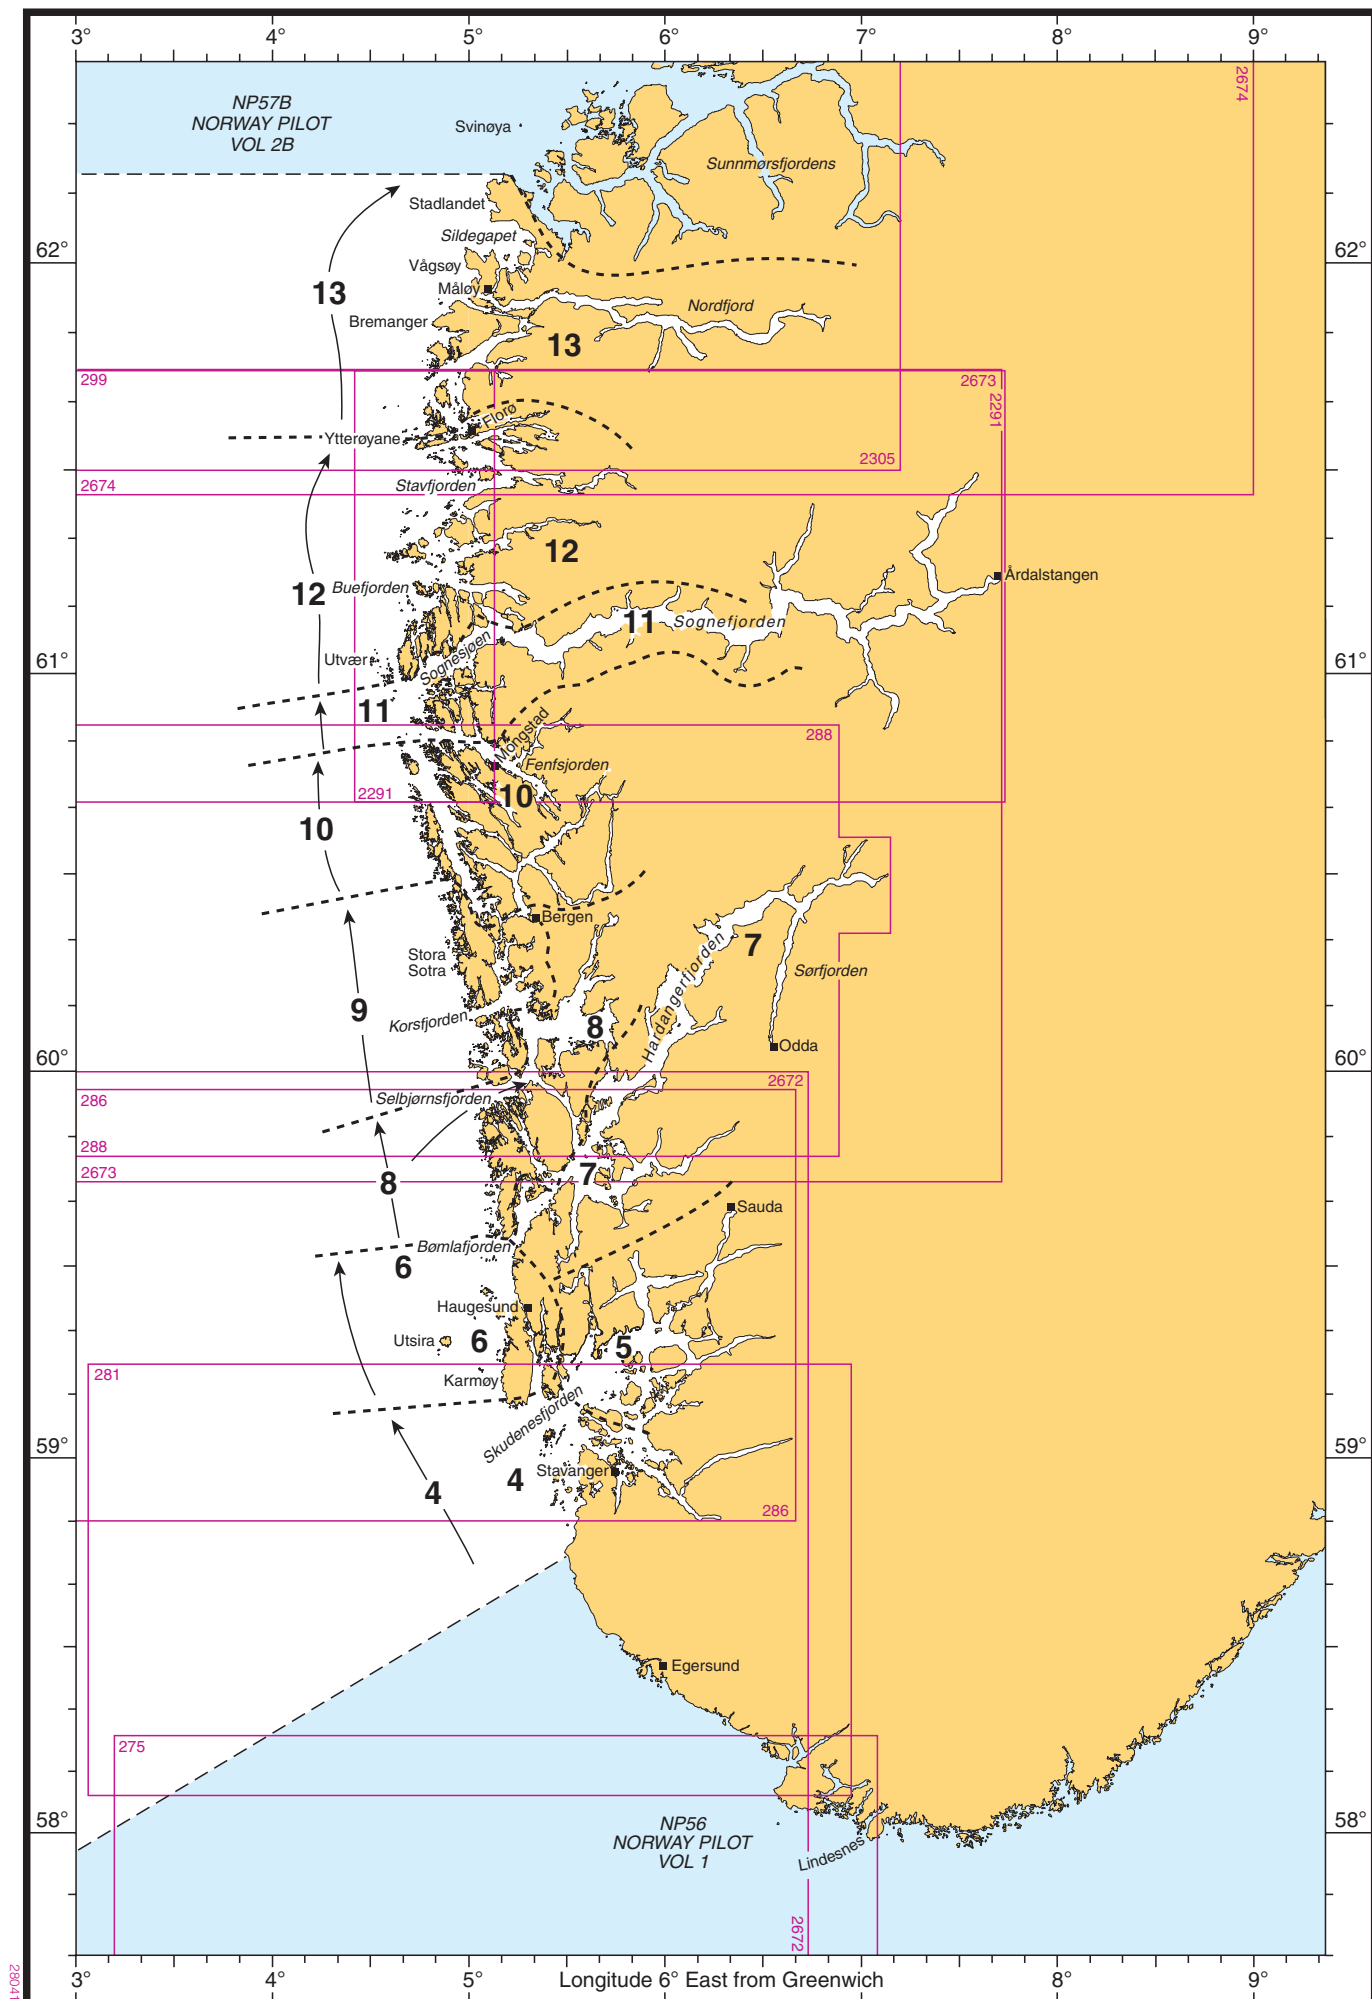 3°
4°
5°
6°
7°
8°
9°
2674
NP57B
NORWAY PILOT
VOL 2B
Svinøya
Sunnmørsfjordens
Stadlandet
Sildegapet
62°
62°
Vågsøy
13
Måløy
Nordfjord
Bremanger
13
299
2673
2291
Florø
Ytterøyane
2305
2674
Stavfjorden
12
Årdalstangen
12
Buefjorden
11
Sognefjorden
Sognesjøen
Utvær
61°
61°
11
Mongstad
288
Fenfsjorden
2291
10
10
Bergen
Hardangerfjorden
7
Stora
Sotra
Sørfjorden
9
Korsfjorden
8
Odda
60°
60°
2672
286
Selbjørnsfjorden
288
2673
8
7
Sauda
Bømlafjorden
6
Haugesund
Utsira
6
5
281
Karmøy
Skudenesfjorden
59°
59°
4
4
Stavanger
286
Egersund
275
58°
58°
NP56
NORWAY PILOT
VOL 1
Lindesnes
2672
3°
4°
5°
Longitude 6° East from Greenwich
8°
9°
28041